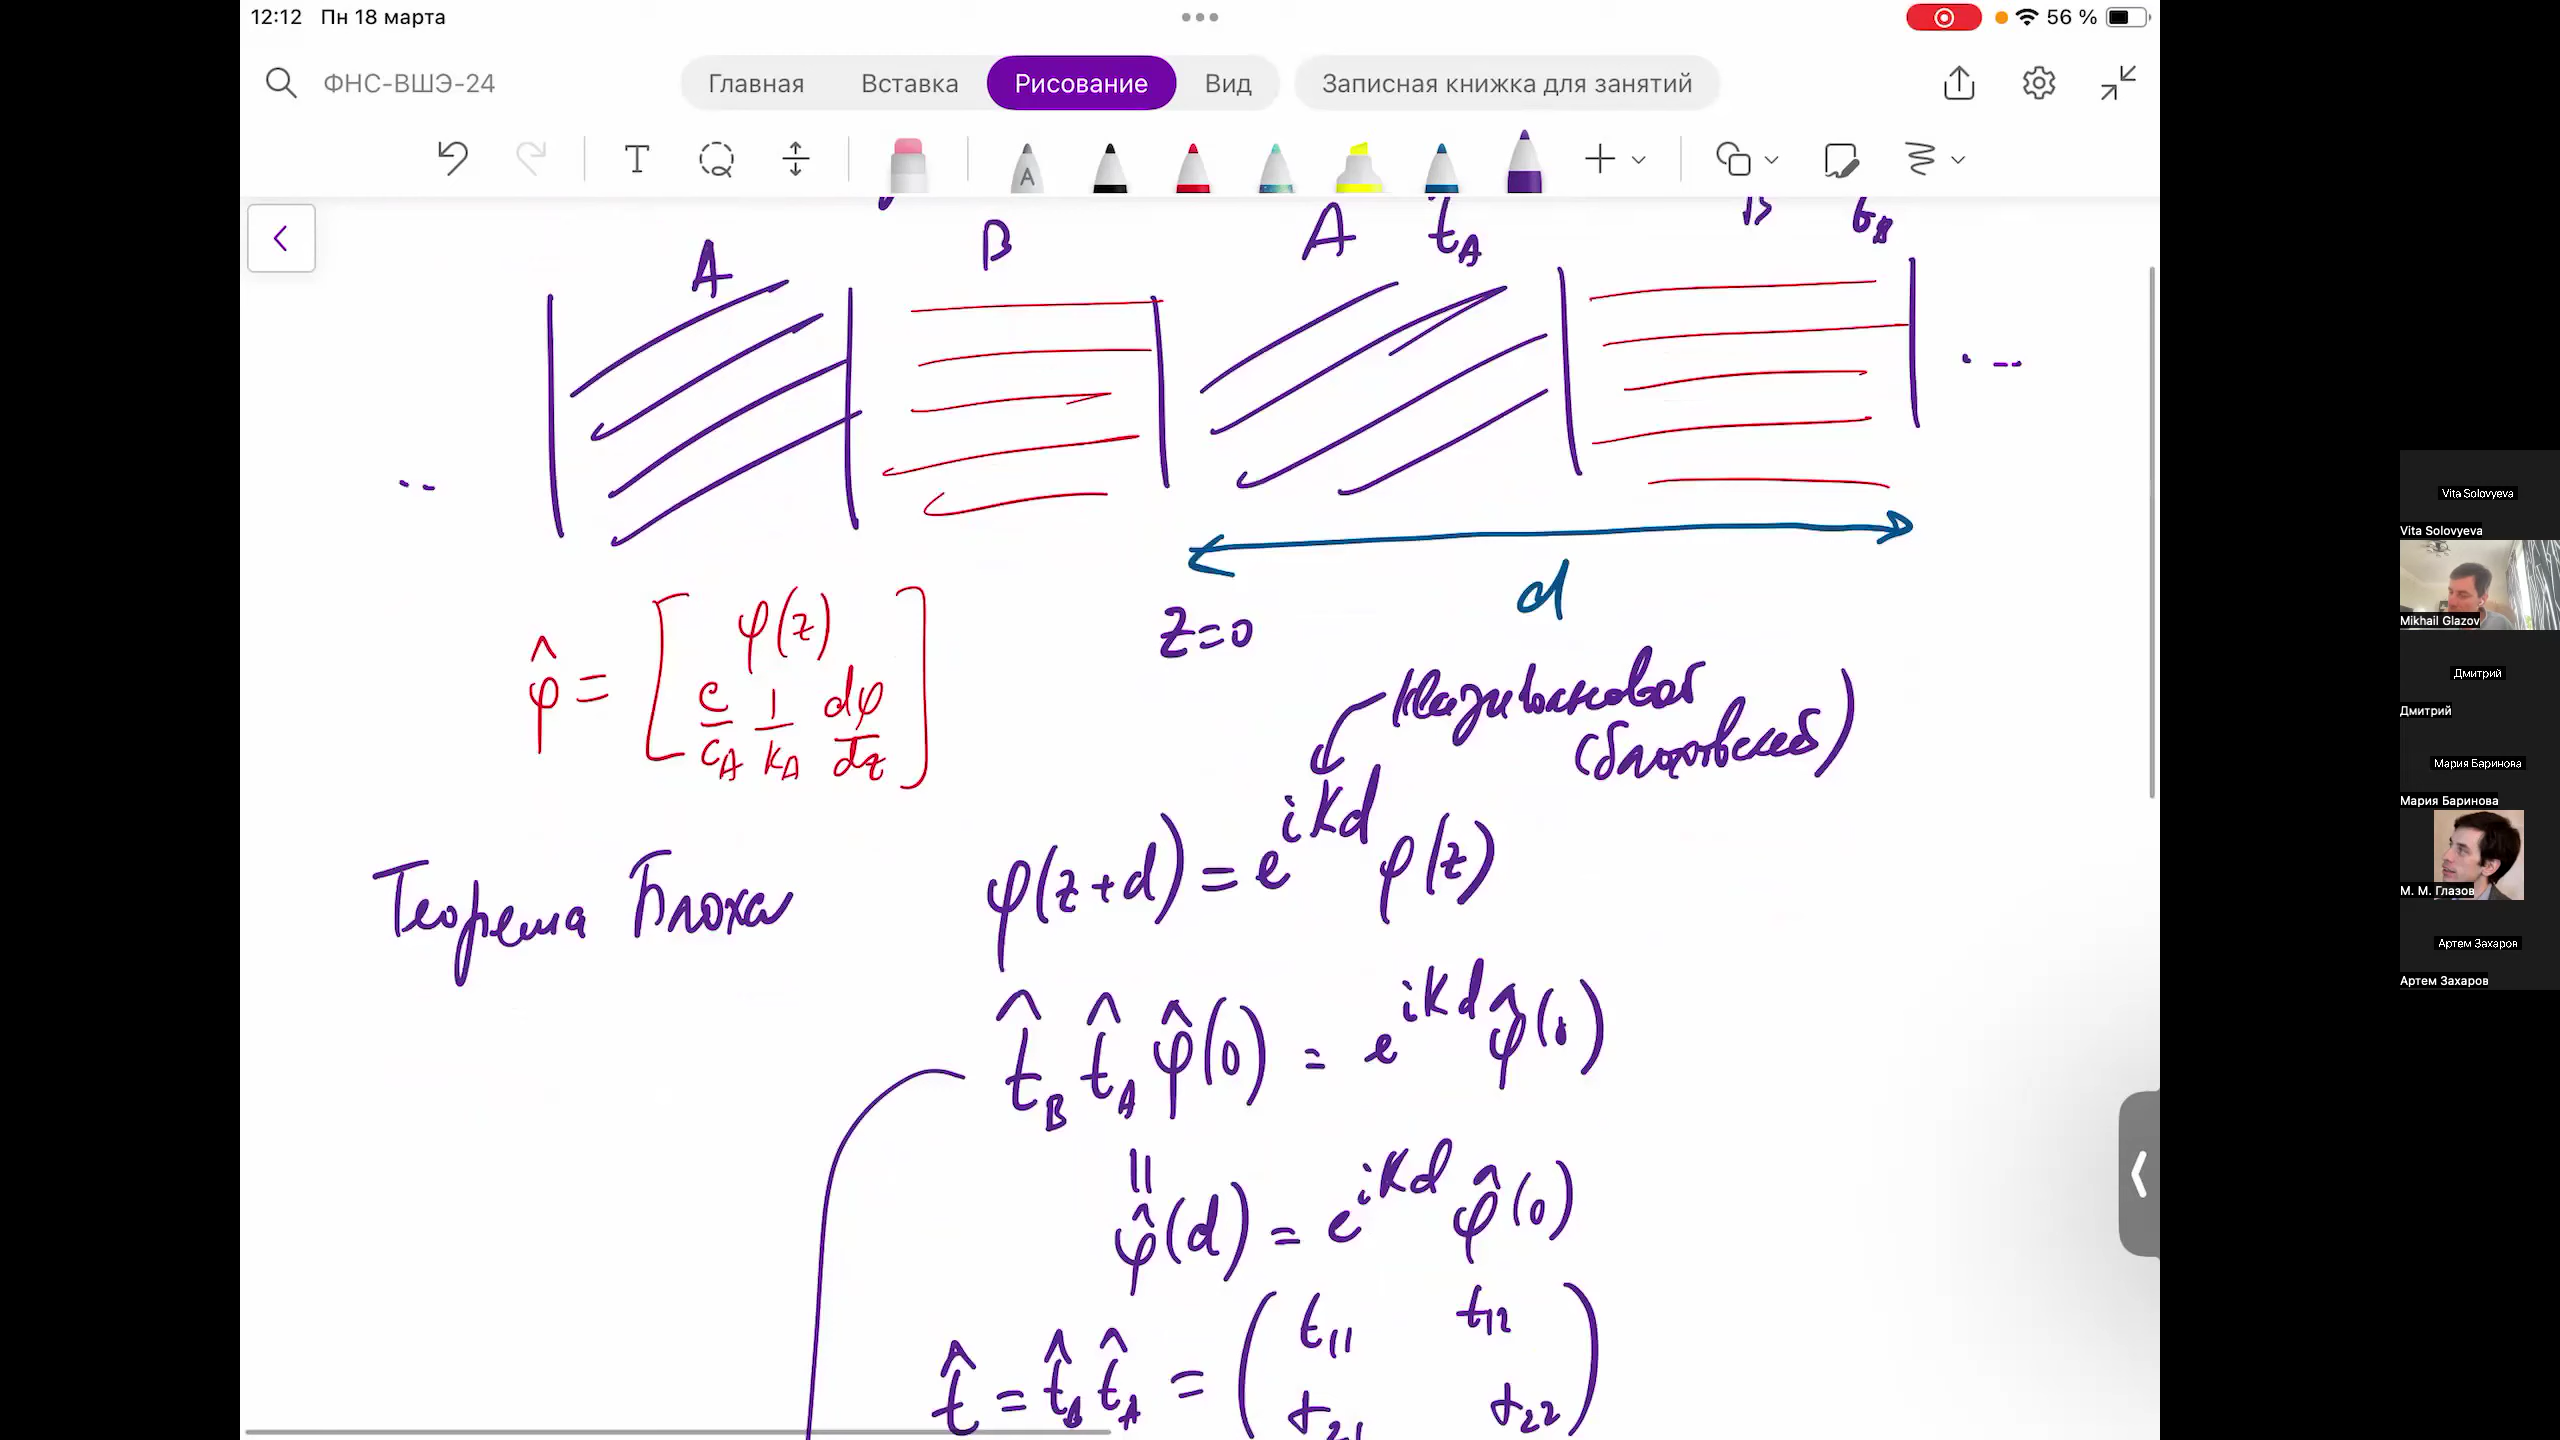 12:12 Пн 18 марта
56 %
ФНС-ВШЭ-24
Главная Вставка Рисование Вид Записная книжка для занятий
A B A t_A B t_B
d
z=0
φ̂ = [ φ(z) ; c/c_A 1/k_A dφ/dz ]
Квазиволновой
(блоховский)
Теорема Блоха
φ(z+d) = e^{iKd} φ(z)
t̂_B t̂_A φ̂(0) = e^{iKd} φ̂(0)
||
φ̂(d) = e^{iKd} φ̂(0)
t̂ = t̂_B t̂_A = ( t_11 t_12 ; t_21 t_22 )
Vita Solovyeva
Vita Solovyeva
Mikhail Glazov
Дмитрий
Дмитрий
Мария Баринова
Мария Баринова
М. М. Глазов
Артем Захаров
Артем Захаров